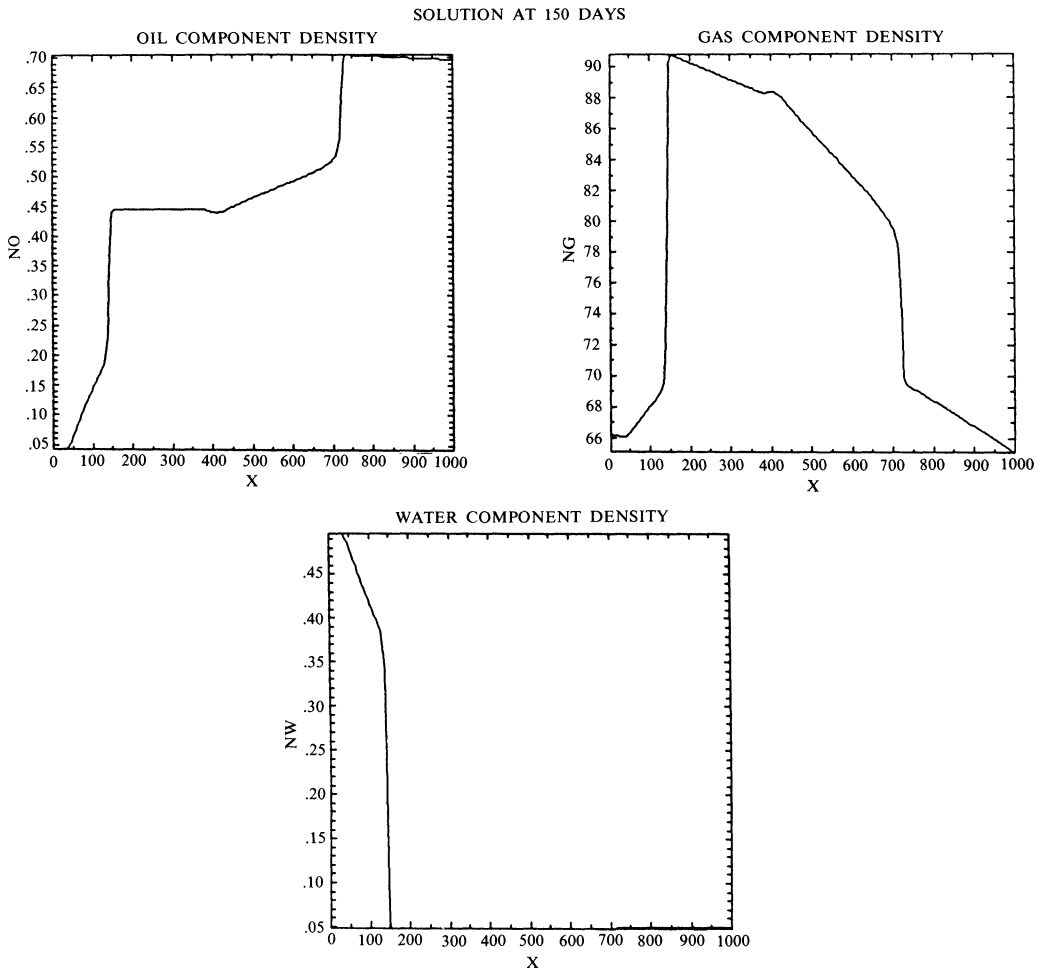 SOLUTION AT 150 DAYS
OIL COMPONENT DENSITY
.70
.65
.60
.55
.50
.45
.40
.35
.30
.25
.20
.15
.10
.05
NO
0 100 200 300 400 500 600 700 800 900 1000
X
GAS COMPONENT DENSITY
90
88
86
84
82
80
78
76
74
72
70
68
66
NG
0 100 200 300 400 500 600 700 800 900 1000
X
WATER COMPONENT DENSITY
.45
.40
.35
.30
.25
.20
.15
.10
.05
NW
0 100 200 300 400 500 600 700 800 900 1000
X